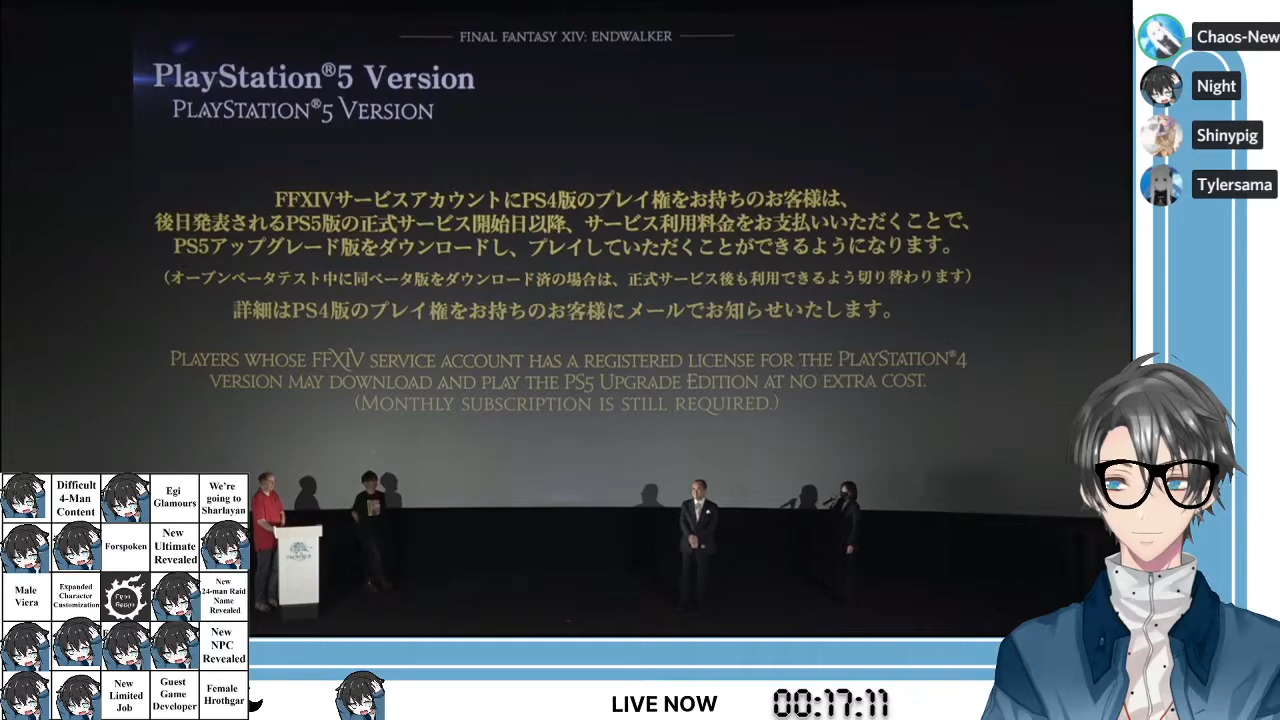 FINAL FANTASY XIV: ENDWALKER
PlayStation®5 Version
PLAYSTATION®5 VERSION
FFXIVサービスアカウントにPS4版のプレイ権をお持ちのお客様は、
後日発表されるPS5版の正式サービス開始日以降、サービス利用料金をお支払いいただくことで、
PS5アップグレード版をダウンロードし、プレイしていただくことができるようになります。
（オープンベータテスト中に同ベータ版をダウンロード済の場合は、正式サービス後も利用できるよう切り替わります）
詳細はPS4版のプレイ権をお持ちのお客様にメールでお知らせいたします。
PLAYERS WHOSE FFXIV SERVICE ACCOUNT HAS A REGISTERED LICENSE FOR THE PLAYSTATION®4
VERSION MAY DOWNLOAD AND PLAY THE PS5 UPGRADE EDITION AT NO EXTRA COST.
(MONTHLY SUBSCRIPTION IS STILL REQUIRED.)
Chaos-New
Night
Shinypig
Tylersama
Difficult
4-Man
Content
Egi
Glamours
We're
going to
Sharlayan
Forspoken
New
Ultimate
Revealed
Male
Viera
Expanded
Character
Customization
New
24-man Raid
Name
Revealed
New
NPC
Revealed
New
Limited
Job
Guest
Game
Developer
Female
Hrothgar
LIVE NOW
00:17:11